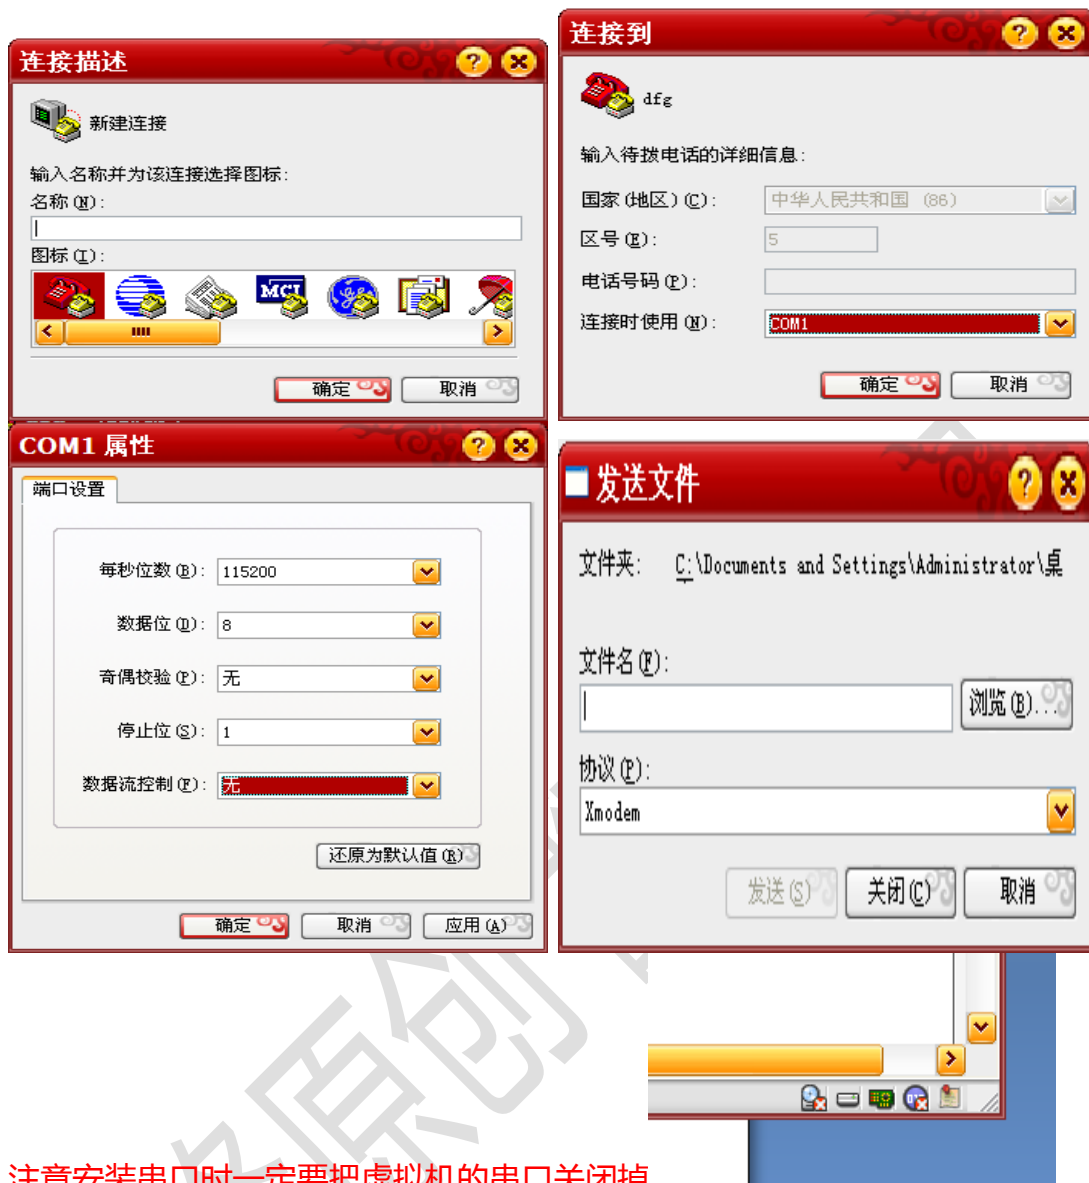 连接描述
新建连接
输入名称并为该连接选择图标:
名称(N):
图标(I):
MCI
确定
取消
连接到
dfg
输入待拨电话的详细信息:
国家(地区)(C):
中华人民共和国 (86)
区号(E):
5
电话号码(P):
连接时使用(N):
COM1
确定
取消
COM1 属性
端口设置
每秒位数(B):
115200
数据位(D):
8
奇偶校验(P):
无
停止位(S):
1
数据流控制(F):
无
还原为默认值(R)
确定
取消
应用(A)
发送文件
文件夹: C:\Documents and Settings\Administrator\桌
文件名(F):
浏览(B)...
协议(P):
Xmodem
发送(S)
关闭(C)
取消
原创
注意安装串口时一定要把虚拟机的串口关闭掉